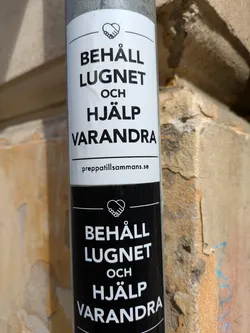 BEHÅLL
LUGNET
OCH
HJÄLP
VARANDRA
preppatillsammans.se
BEHÅLL
LUGNET
OCH
HJÄLP
VARANDRA